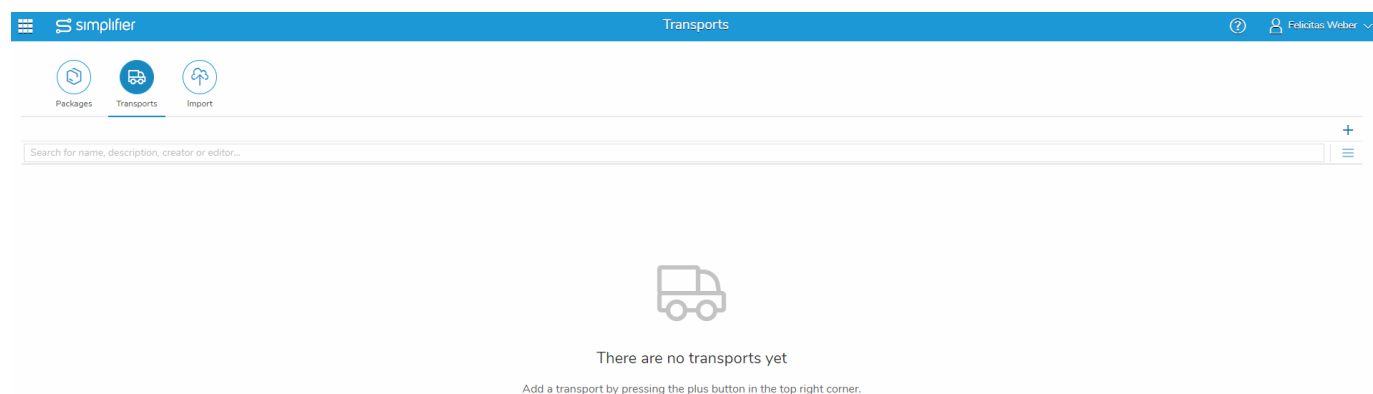 simplifier Transports Felicitas Weber
Packages Transports Import
Search for name, description, creator or editor...
There are no transports yet
Add a transport by pressing the plus button in the top right corner.